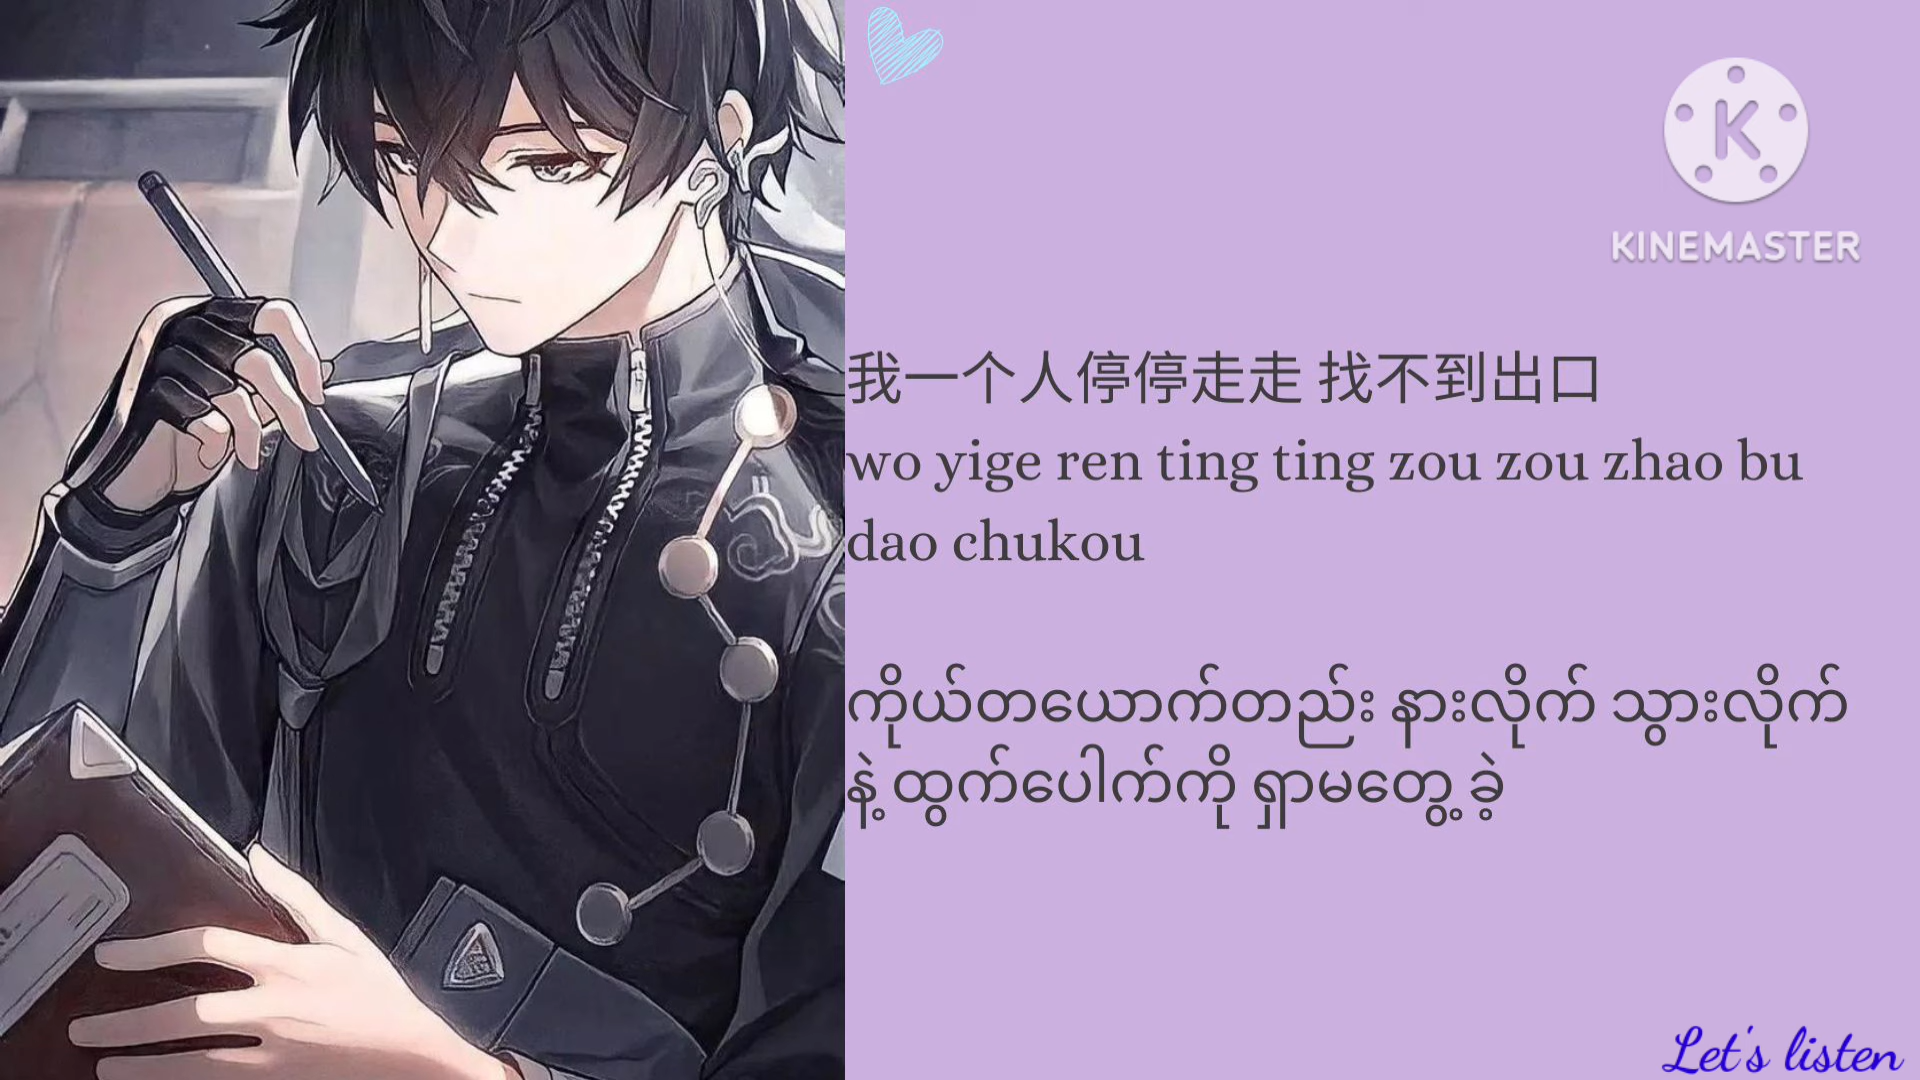 K
KINEMASTER
我一个人停停走走 找不到出口
wo yige ren ting ting zou zou zhao bu
dao chukou
ကိုယ်တယောက်တည်း နားလိုက် သွားလိုက်
နဲ့ ထွက်ပေါက်ကို ရှာမတွေ့ ခဲ့
Let's listen